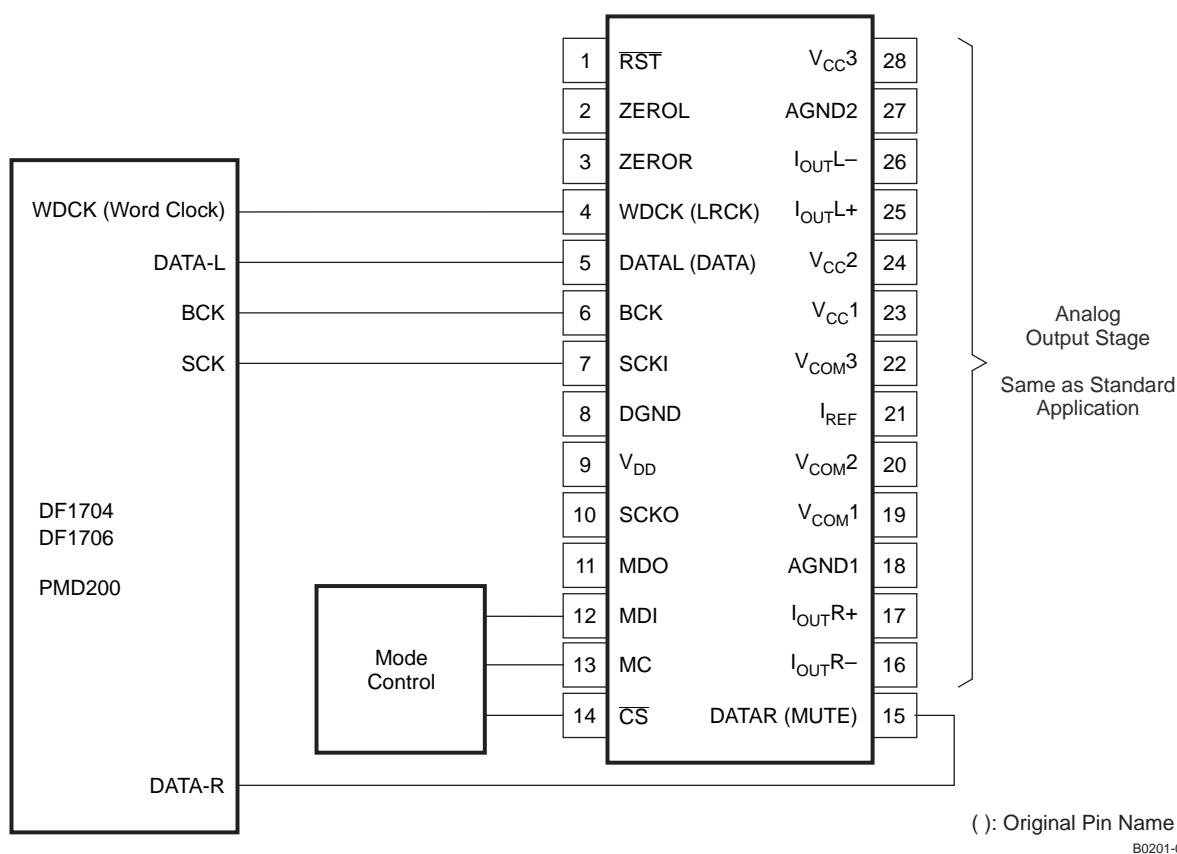 1 R̅S̅T̅ VCC3 28
2 ZEROL AGND2 27
3 ZEROR IOUTL– 26
WDCK (Word Clock) 4 WDCK (LRCK) IOUTL+ 25
DATA-L 5 DATAL (DATA) VCC2 24
BCK 6 BCK VCC1 23
SCK 7 SCKI VCOM3 22
8 DGND IREF 21
9 VDD VCOM2 20
10 SCKO VCOM1 19
11 MDO AGND1 18
12 MDI IOUTR+ 17
13 MC IOUTR– 16
14 C̅S̅ DATAR (MUTE) 15
Analog
Output Stage
Same as Standard
Application
DF1704
DF1706
PMD200
Mode
Control
DATA-R
( ): Original Pin Name